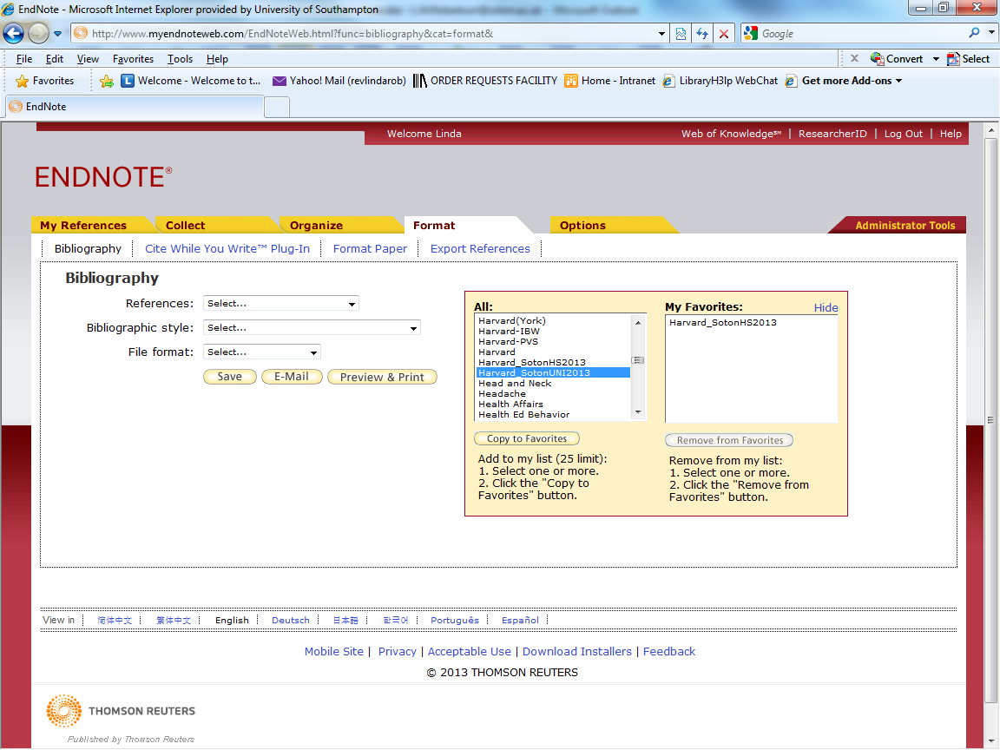 EndNote - Microsoft Internet Explorer provided by University of Southampton
http://www.myendnoteweb.com/EndNoteWeb.html?func=bibliography&cat=format&
Google
File Edit View Favorites Tools Help
Convert Select
Favorites Welcome - Welcome to t... Yahoo! Mail (revlindarob) ORDER REQUESTS FACILITY Home - Intranet LibraryH3lp WebChat Get more Add-ons
EndNote
Welcome Linda Web of Knowledge℠ | ResearcherID | Log Out | Help
ENDNOTE®
My References Collect Organize Format Options Administrator Tools
Bibliography Cite While You Write™ Plug-In Format Paper Export References
Bibliography
References: Select...
Bibliographic style: Select...
File format: Select...
Save E-Mail Preview & Print
All:
Harvard(York)
Harvard-IBW
Harvard-PVS
Harvard
Harvard_SotonHS2013
Harvard_SotonUNI2013
Head and Neck
Headache
Health Affairs
Health Ed Behavior
Copy to Favorites
Add to my list (25 limit):
1. Select one or more.
2. Click the "Copy to
Favorites" button.
My Favorites: Hide
Harvard_SotonHS2013
Remove from Favorites
Remove from my list:
1. Select one or more.
2. Click the "Remove from
Favorites" button.
View in 简体中文 繁体中文 English Deutsch 日本語 한국어 Português Español
Mobile Site | Privacy | Acceptable Use | Download Installers | Feedback
© 2013 THOMSON REUTERS
THOMSON REUTERS
Published by Thomson Reuters